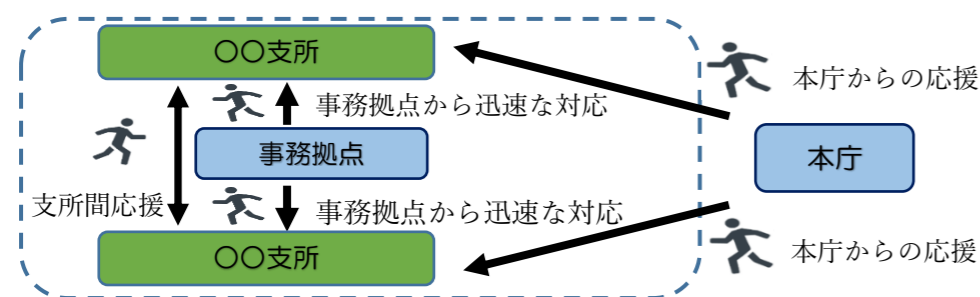 〇〇支所
本庁からの応援
事務拠点から迅速な対応
事務拠点
本庁
支所間応援
事務拠点から迅速な対応
〇〇支所
本庁からの応援